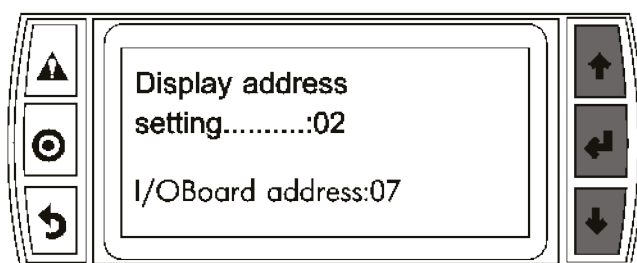 Display address
setting..........:02
I/OBoard address:07